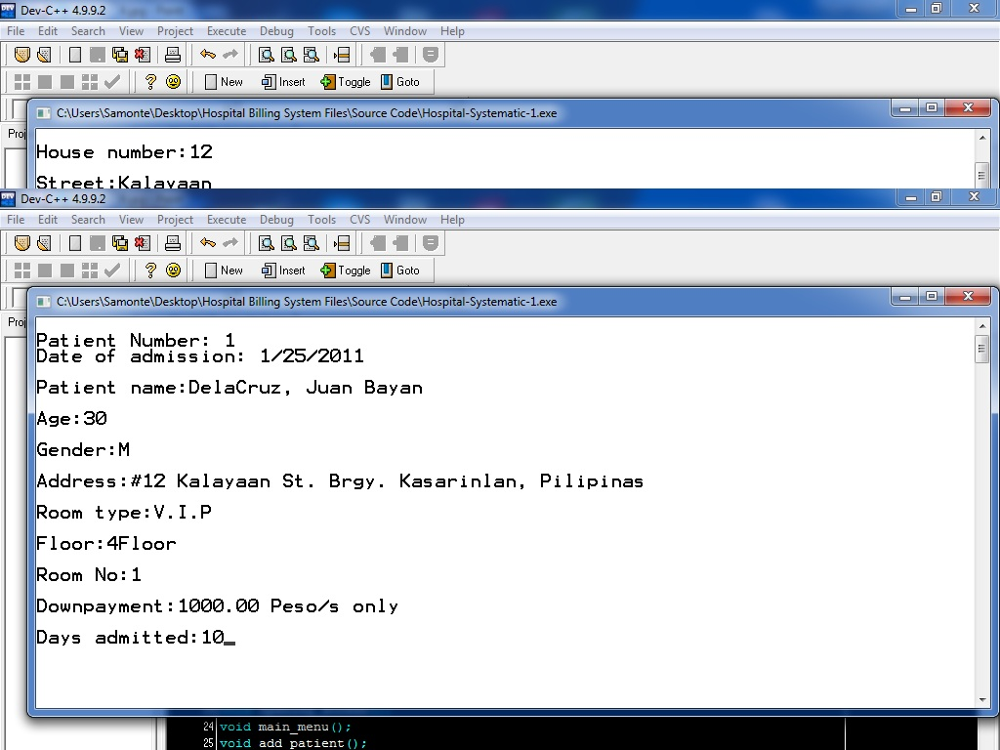 Dev-C++ 4.9.9.2
File Edit Search View Project Execute Debug Tools CVS Window Help
New Insert Toggle Goto
C:\Users\Samonte\Desktop\Hospital Billing System Files\Source Code\Hospital-Systematic-1.exe
House number:12
Street:Kalayaan
Dev-C++ 4.9.9.2
File Edit Search View Project Execute Debug Tools CVS Window Help
New Insert Toggle Goto
C:\Users\Samonte\Desktop\Hospital Billing System Files\Source Code\Hospital-Systematic-1.exe
Patient Number: 1
Date of admission: 1/25/2011
Patient name:DelaCruz, Juan Bayan
Age:30
Gender:M
Address:#12 Kalayaan St. Brgy. Kasarinlan, Pilipinas
Room type:V.I.P
Floor:4Floor
Room No:1
Downpayment:1000.00 Peso/s only
Days admitted:10_
24 void main_menu();
25 void add_patient();